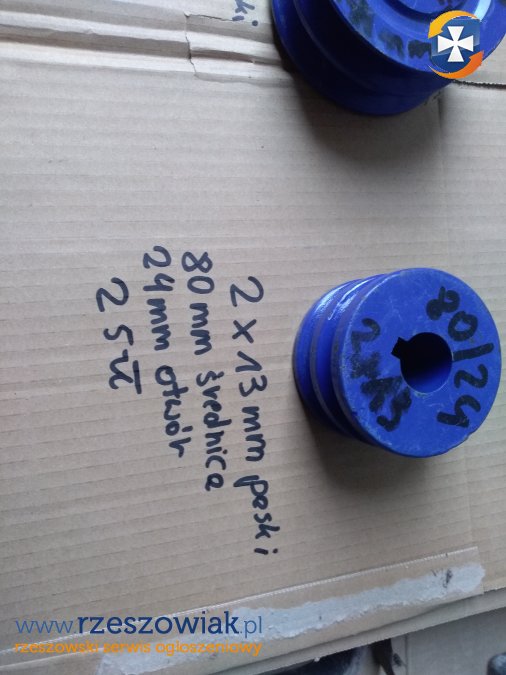 2 x 13 mm paski
80 mm średnica
24 mm otwór
25 zł
80/24
2x13
www.rzeszowiak.pl
rzeszowski serwis ogłoszeniowy